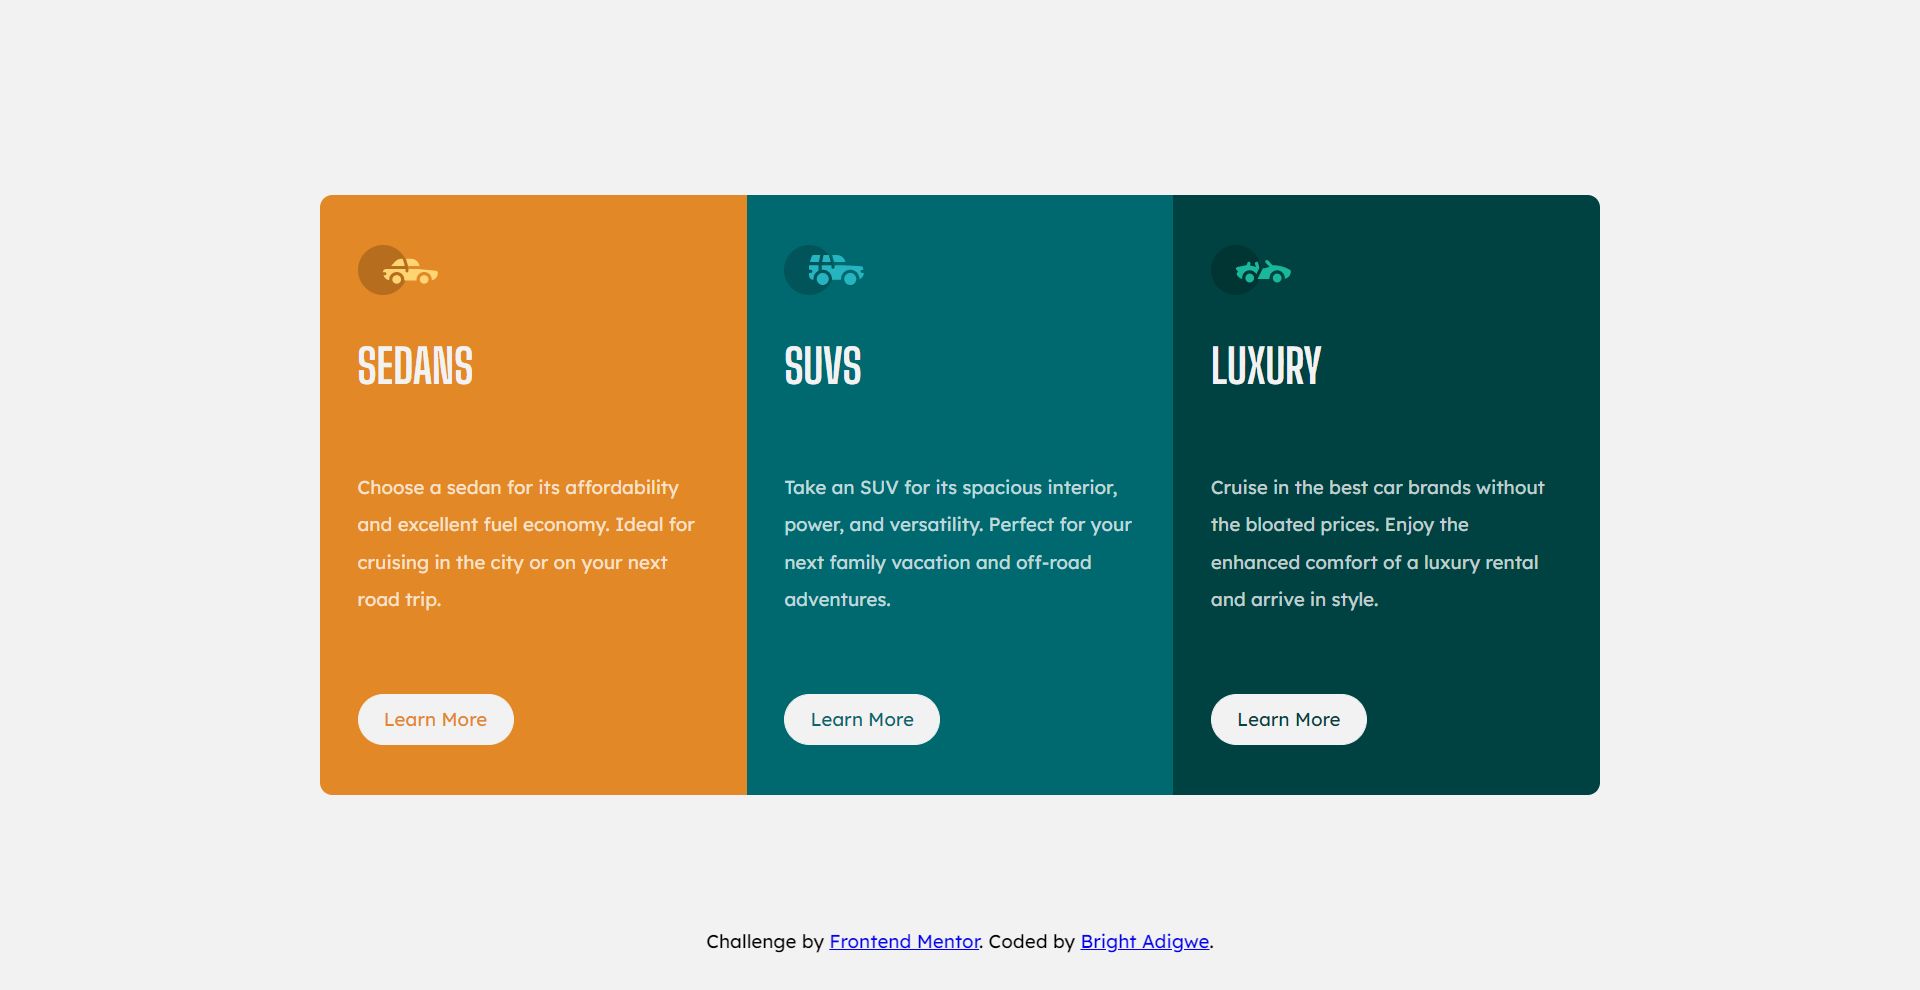 SEDANS
Choose a sedan for its affordability
and excellent fuel economy. Ideal for
cruising in the city or on your next
road trip.
Learn More
SUVS
Take an SUV for its spacious interior,
power, and versatility. Perfect for your
next family vacation and off-road
adventures.
Learn More
LUXURY
Cruise in the best car brands without
the bloated prices. Enjoy the
enhanced comfort of a luxury rental
and arrive in style.
Learn More
Challenge by Frontend Mentor. Coded by Bright Adigwe.